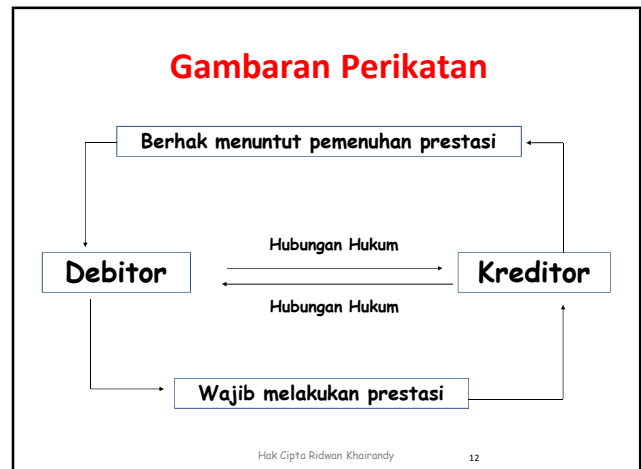 Gambaran Perikatan
Berhak menuntut pemenuhan prestasi
Hubungan Hukum
Debitor
Kreditor
Hubungan Hukum
Wajib melakukan prestasi
Hak Cipta Ridwan Khairandy
12